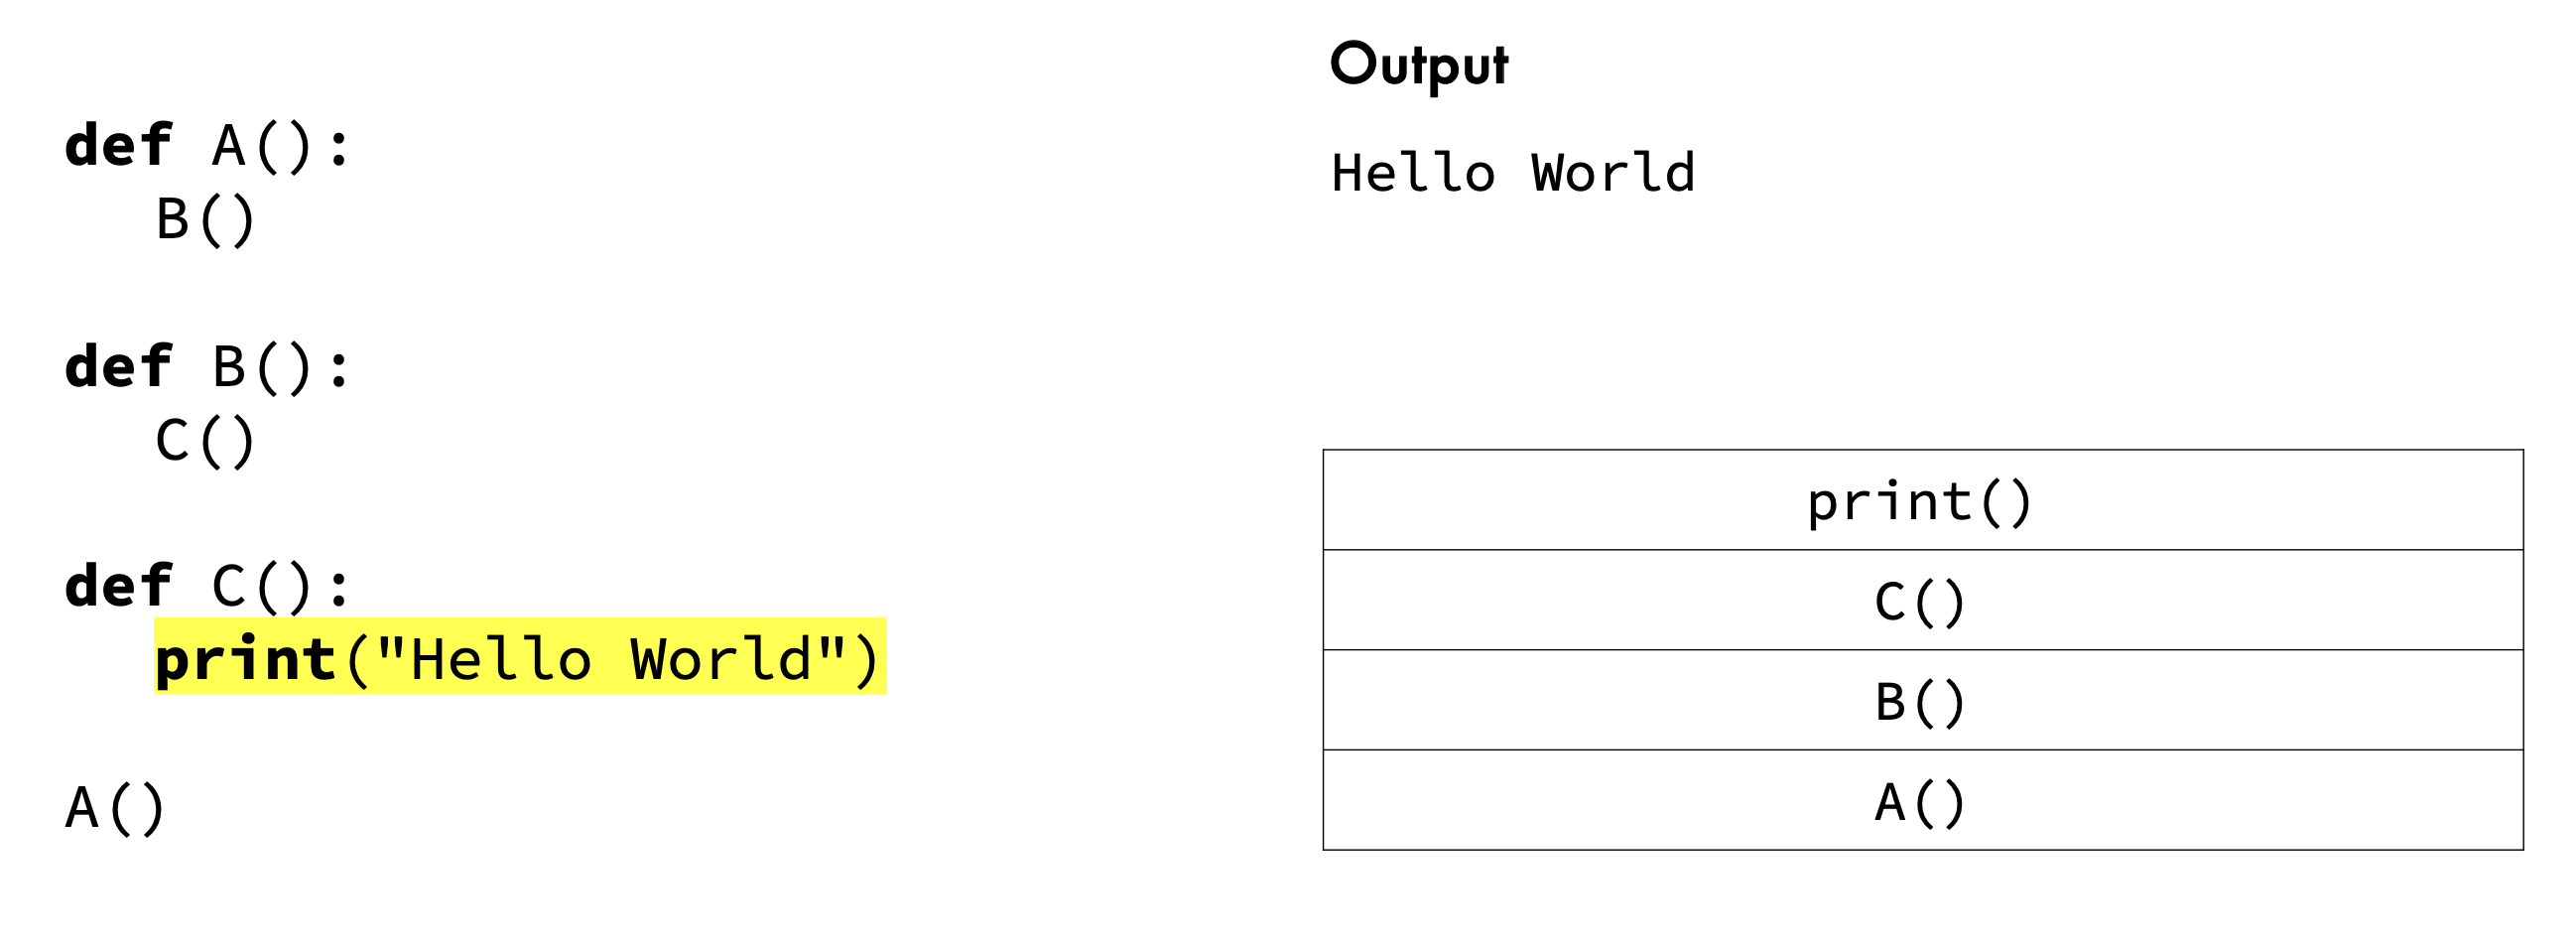 def A():
   B()
def B():
   C()
def C():
   print("Hello World")
A()
Output
Hello World
print()
C()
B()
A()